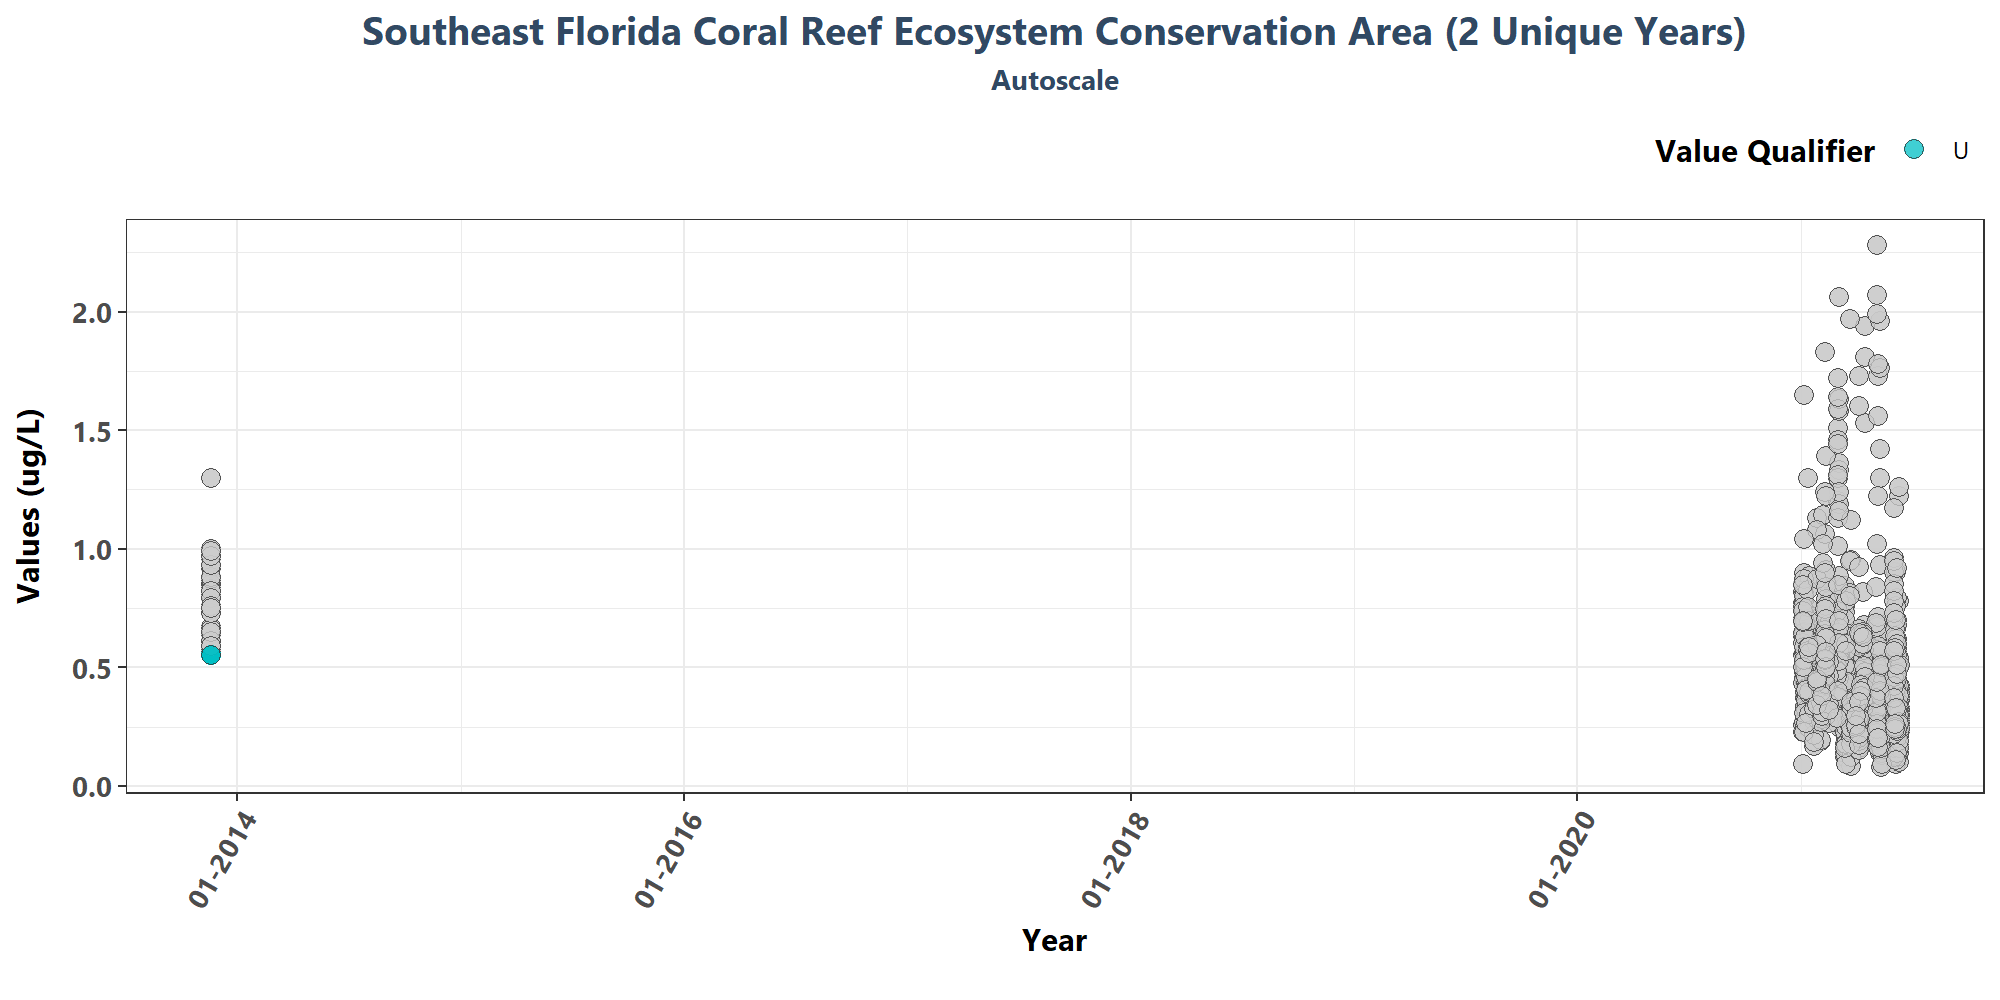 Southeast Florida Coral Reef Ecosystem Conservation Area (2 Unique Years)
Autoscale
Value Qualifier U
Values (ug/L)
2.0
1.5
1.0
0.5
0.0
01-2014 01-2016 01-2018 01-2020
Year